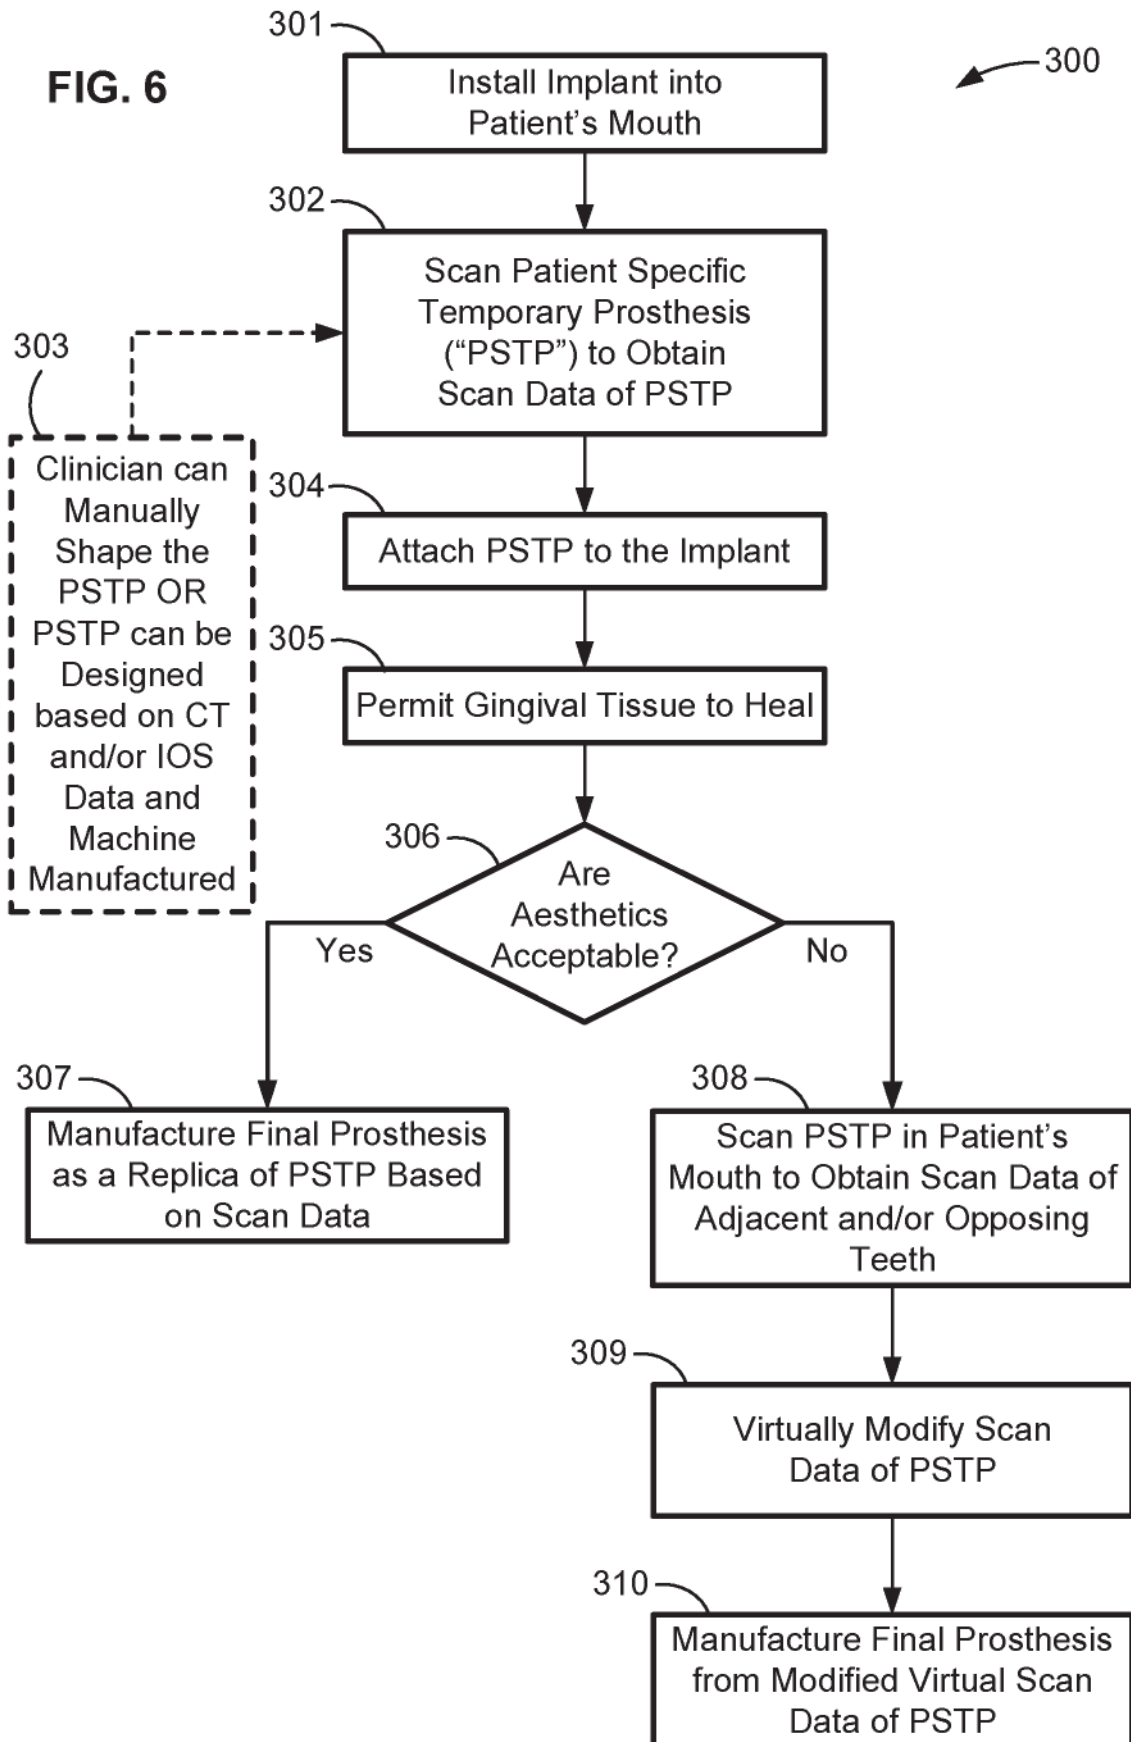 FIG. 6
300
301
Install Implant into
Patient's Mouth
302
Scan Patient Specific
Temporary Prosthesis
(“PSTP”) to Obtain
Scan Data of PSTP
303
Clinician can
Manually
Shape the
PSTP OR
PSTP can be
Designed
based on CT
and/or IOS
Data and
Machine
Manufactured
304
Attach PSTP to the Implant
305
Permit Gingival Tissue to Heal
306
Are
Aesthetics
Acceptable?
Yes
No
307
Manufacture Final Prosthesis
as a Replica of PSTP Based
on Scan Data
308
Scan PSTP in Patient's
Mouth to Obtain Scan Data of
Adjacent and/or Opposing
Teeth
309
Virtually Modify Scan
Data of PSTP
310
Manufacture Final Prosthesis
from Modified Virtual Scan
Data of PSTP